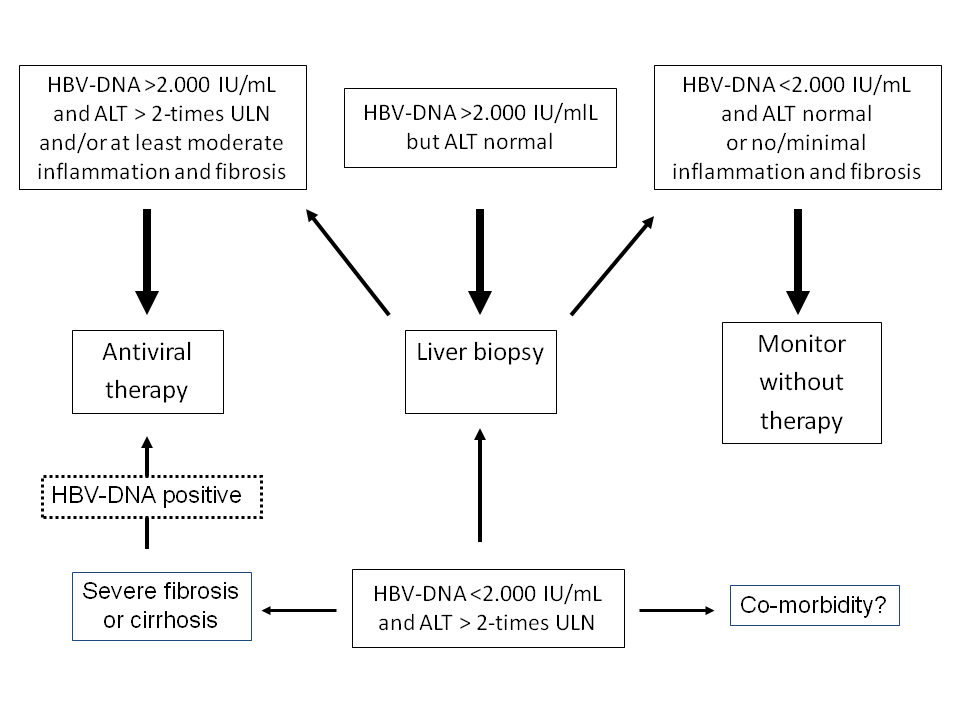 HBV-DNA >2.000 IU/mL
and ALT > 2-times ULN
and/or at least moderate
inflammation and fibrosis
HBV-DNA >2.000 IU/mlL
but ALT normal
HBV-DNA <2.000 IU/mL
and ALT normal
or no/minimal
inflammation and fibrosis
Antiviral
therapy
Liver biopsy
Monitor
without
therapy
HBV-DNA positive
Severe fibrosis
or cirrhosis
HBV-DNA <2.000 IU/mL
and ALT > 2-times ULN
Co-morbidity?